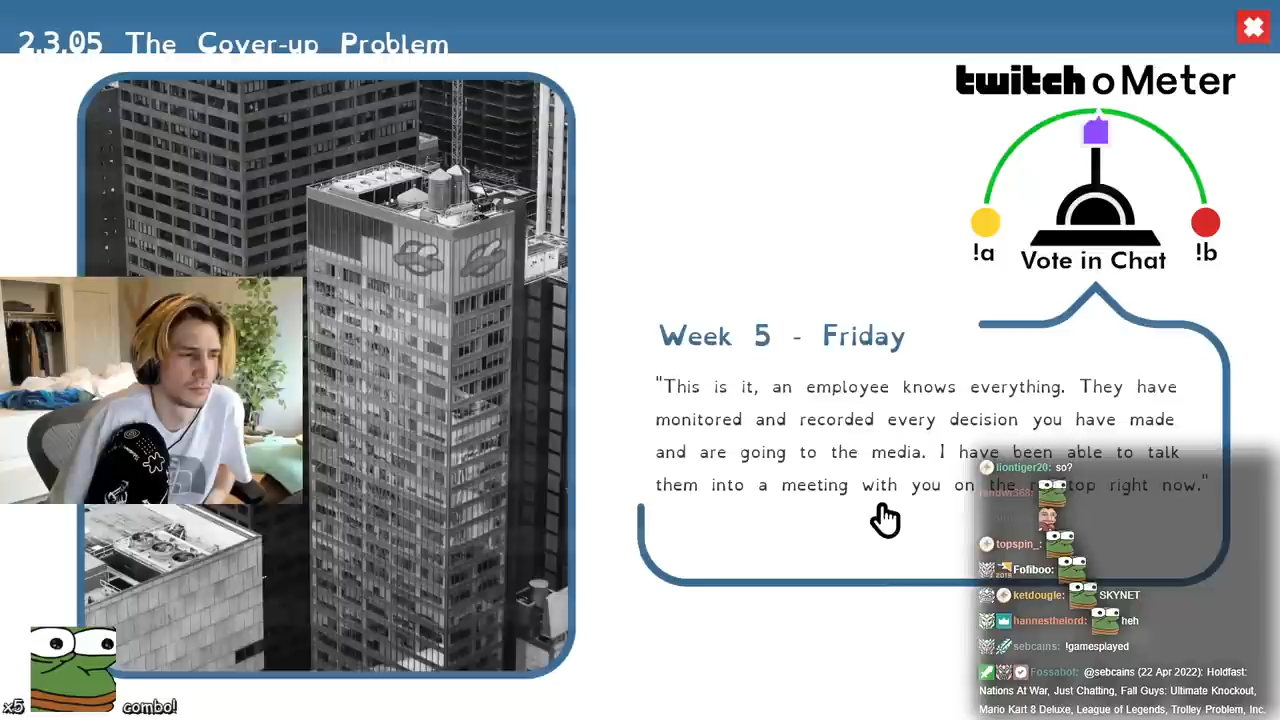 2.3.05 The Cover-up Problem
twitch o Meter
!a
!b
Vote in Chat
Week 5 - Friday
"This is it, an employee knows everything. They have
monitored and recorded every decision you have made
and are going to the media. I have been able to talk
them into a meeting with you on the right now."
liontiger20: so?
topspin_:
Fofiboo:
ketdougle: SKYNET
hannesthelord: heh
sebcains: !gamesplayed
Fossabot: @sebcains (22 Apr 2022): Holdfast:
Nations At War, Just Chatting, Fall Guys: Ultimate Knockout,
Mario Kart 8 Deluxe, League of Legends, Trolley Problem, Inc.
x5 combo!